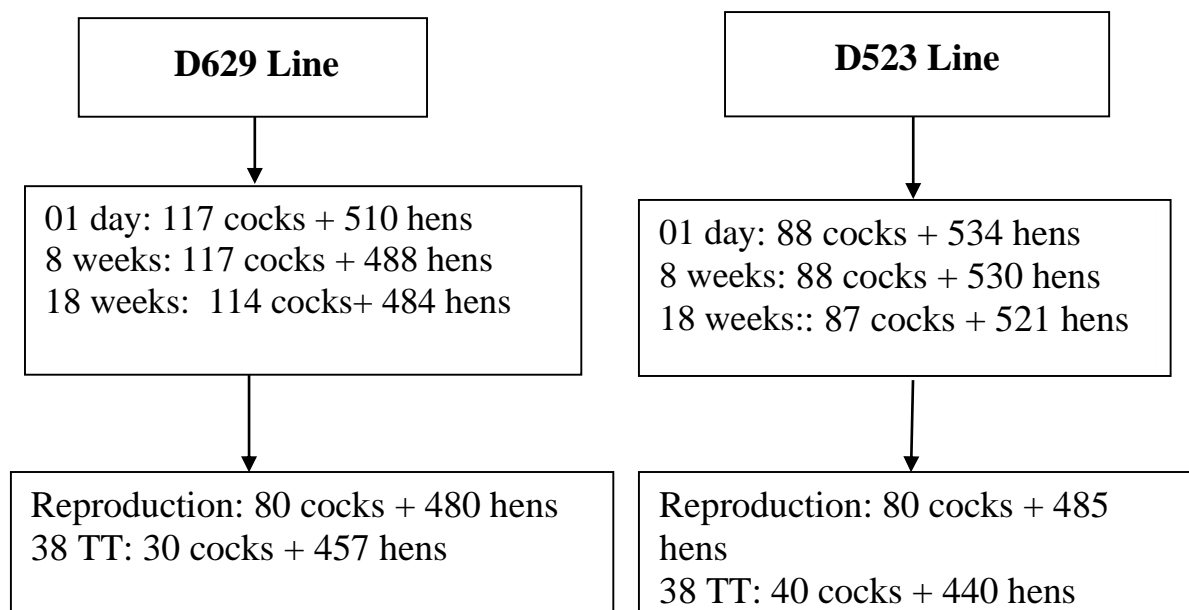 D629 Line
01 day: 117 cocks + 510 hens
8 weeks: 117 cocks + 488 hens
18 weeks: 114 cocks+ 484 hens
Reproduction: 80 cocks + 480 hens
38 TT: 30 cocks + 457 hens
D523 Line
01 day: 88 cocks + 534 hens
8 weeks: 88 cocks + 530 hens
18 weeks:: 87 cocks + 521 hens
Reproduction: 80 cocks + 485
hens
38 TT: 40 cocks + 440 hens